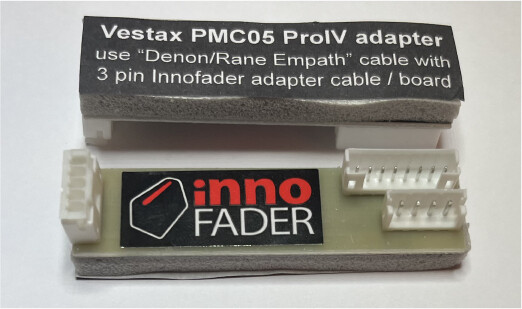 Vestax PMC05 ProIV adapter
use “Denon/Rane Empath” cable with
3 pin Innofader adapter cable / board
inno
FADER